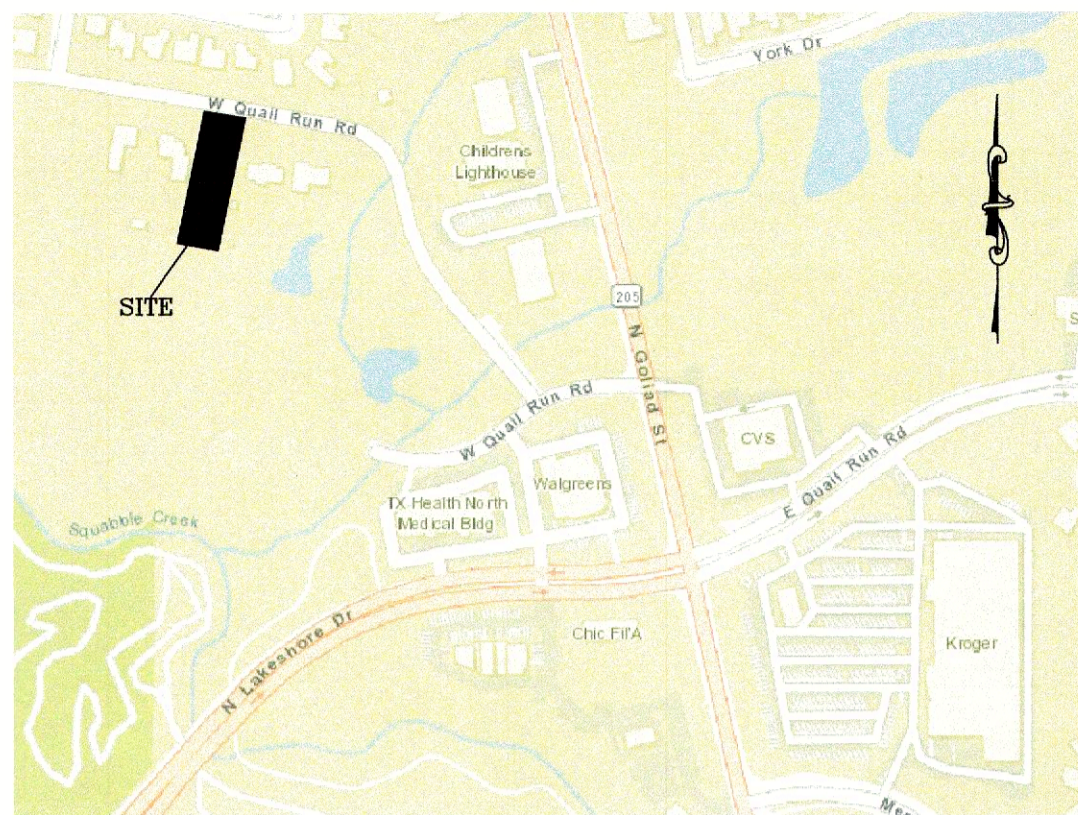 York Dr
W Quail Run Rd
Childrens
Lighthouse
SITE
205
N Goliad St
W Quail Run Rd
CVS
E Quail Run Rd
Walgreens
TX Health North
Medical Bldg
Squabble Creek
N Lakeshore Dr
Chic Fil'A
Kroger